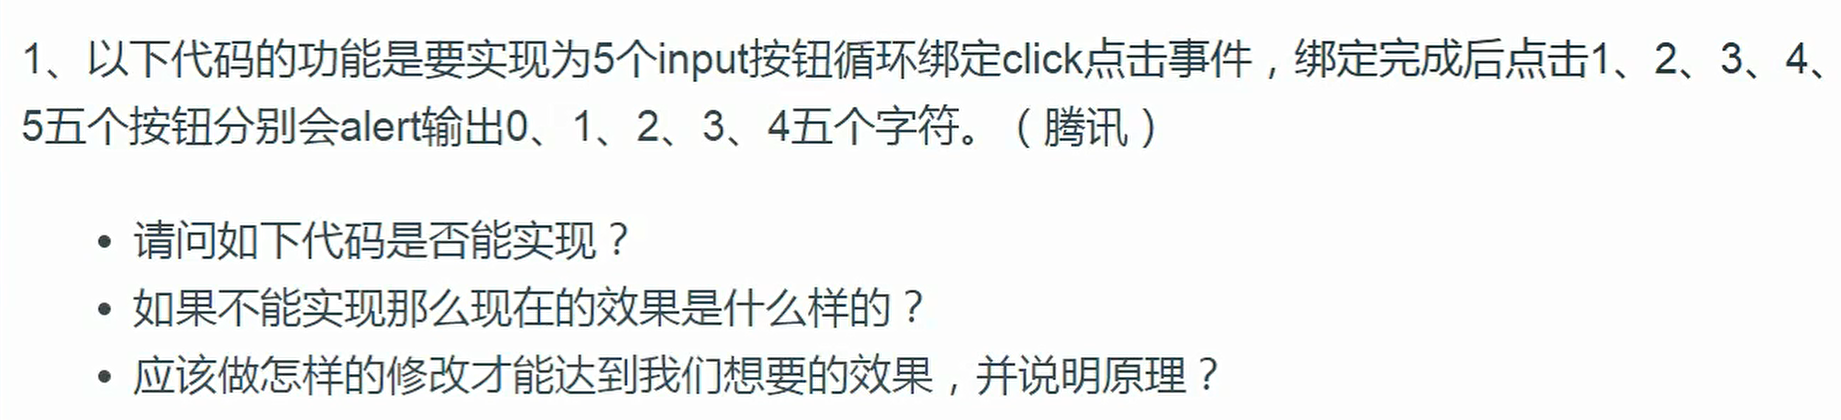 1、以下代码的功能是要实现为5个input按钮循环绑定click点击事件，绑定完成后点击1、2、3、4、
5五个按钮分别会alert输出0、1、2、3、4五个字符。（腾讯）
• 请问如下代码是否能实现？
• 如果不能实现那么现在的效果是什么样的？
• 应该做怎样的修改才能达到我们想要的效果，并说明原理？